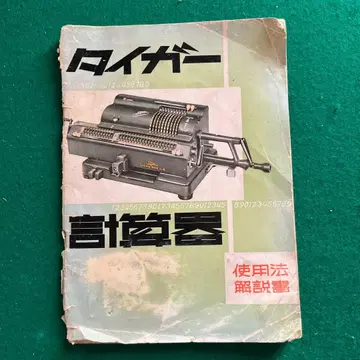 タイガー
計算器
使用法
解説書